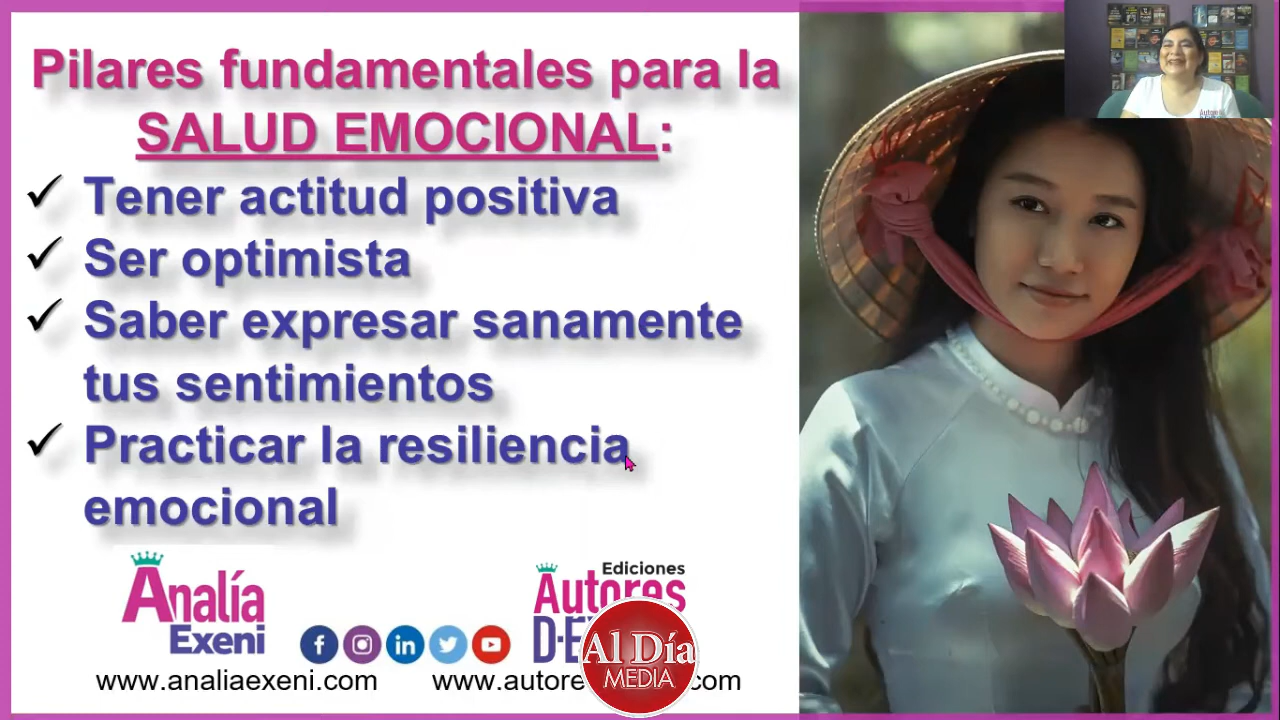 Pilares fundamentales para la
SALUD EMOCIONAL:
Tener actitud positiva
Ser optimista
Saber expresar sanamente
tus sentimientos
Practicar la resiliencia
emocional
Analía
Exeni
Ediciones
Autores
Al Día
MEDIA
www.analiaexeni.com
Autores